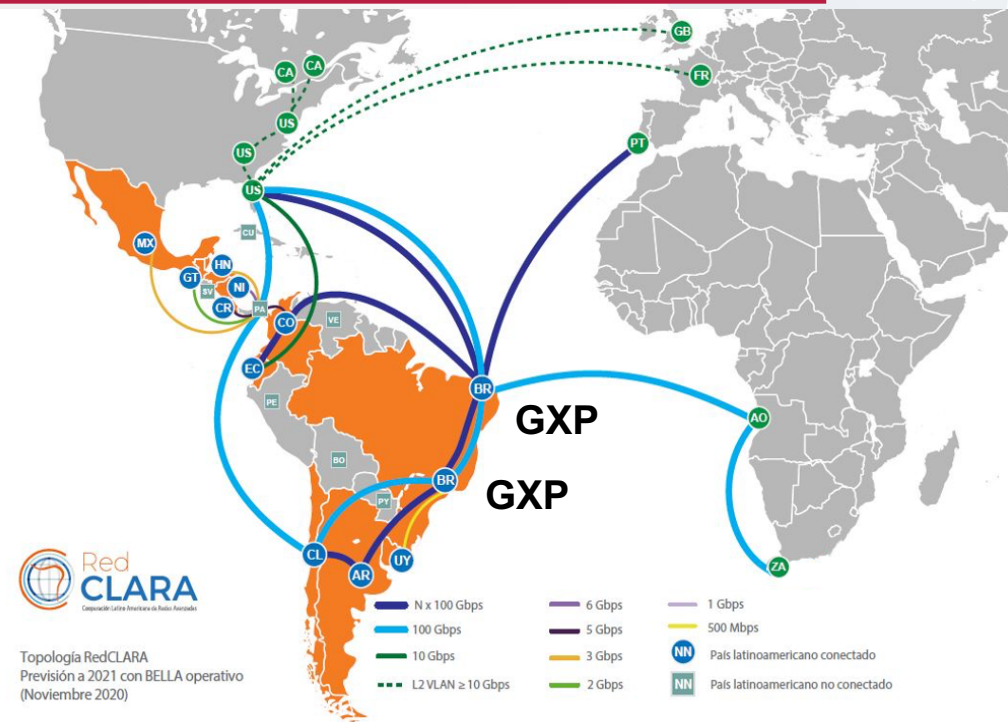 GB
CA
CA
FR
US
US
PT
US
CU
MX
HN
GT
NI
SV
CR
PA
CO
VE
EC
BR
PE
GXP
AO
BO
BR
GXP
PY
CL
UY
AR
ZA
Red
CLARA
Cooperación Latino Americana de Redes Avanzadas
Topología RedCLARA
Previsión a 2021 con BELLA operativo
(Noviembre 2020)
N x 100 Gbps
100 Gbps
10 Gbps
L2 VLAN ≥ 10 Gbps
6 Gbps
5 Gbps
3 Gbps
2 Gbps
1 Gbps
500 Mbps
NN País latinoamericano conectado
NN País latinoamericano no conectado